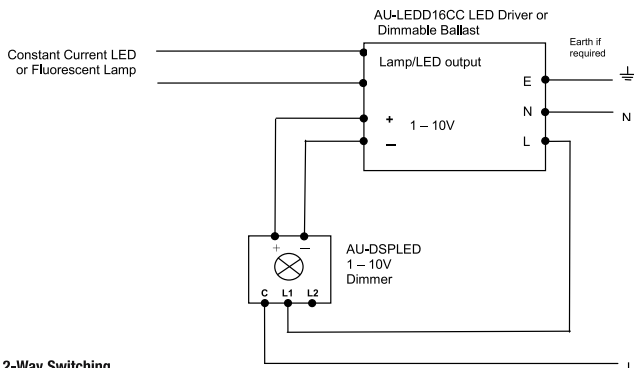 AU-LEDD16CC LED Driver or
Dimmable Ballast
Constant Current LED
or Fluorescent Lamp
Lamp/LED output
Earth if
required
E
N
N
+
1 – 10V
–
L
+ –
AU-DSPLED
1 – 10V
Dimmer
C L1 L2
2-Way Switching
L